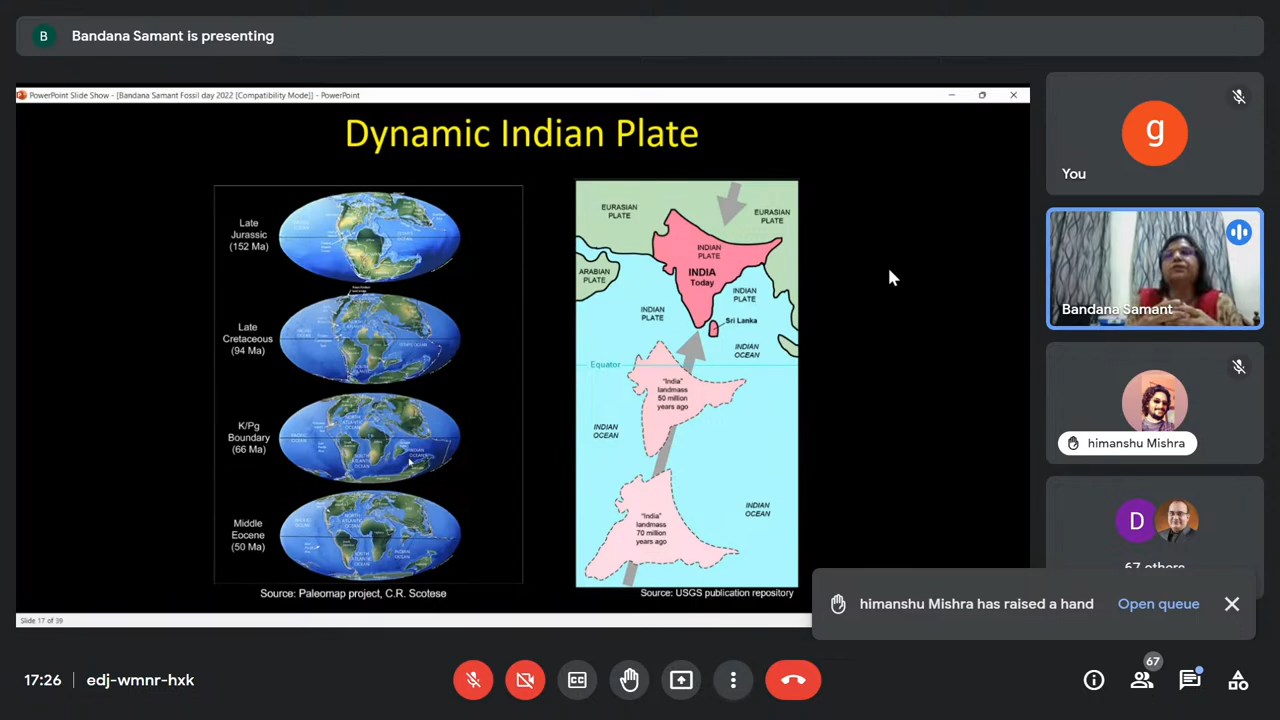 B
Bandana Samant is presenting
PowerPoint Slide Show - [Bandana Samant Fossil day 2022 [Compatibility Mode]] - PowerPoint
Dynamic Indian Plate
Late
Jurassic
(152 Ma)
Late
Cretaceous
(94 Ma)
K/Pg
Boundary
(66 Ma)
Middle
Eocene
(50 Ma)
Source: Paleomap project, C.R. Scotese
EURASIAN
PLATE
EURASIAN
PLATE
INDIAN
PLATE
ARABIAN
PLATE
INDIA
Today
INDIAN
PLATE
INDIAN
PLATE
Sri Lanka
INDIAN
OCEAN
Equator
"India"
landmass
50 million
years ago
INDIAN
OCEAN
INDIAN
OCEAN
"India"
landmass
70 million
years ago
Source: USGS publication repository
Slide 17 of 39
g
You
Bandana Samant
himanshu Mishra
D
67 others
himanshu Mishra has raised a hand
Open queue
17:26
edj-wmnr-hxk
CC
67